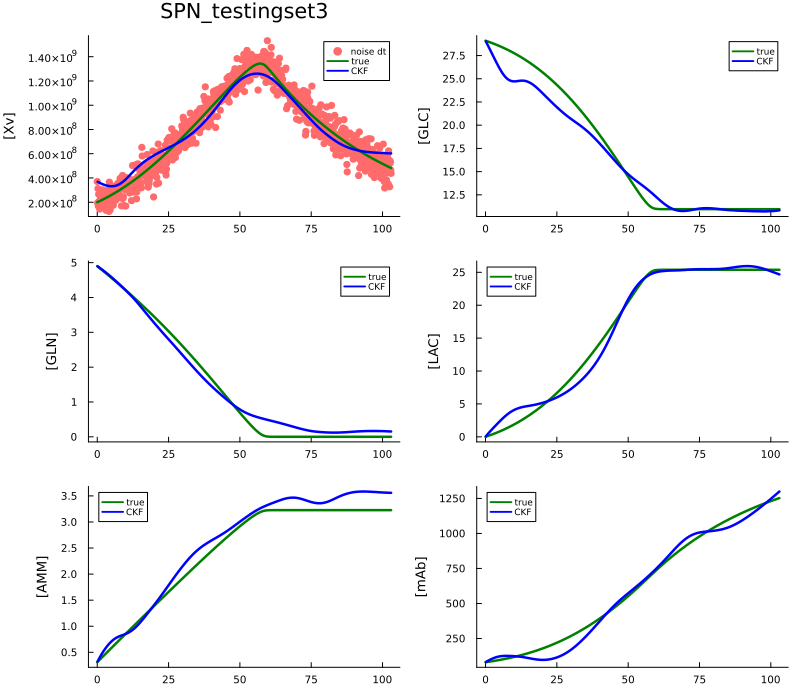 SPN_testingset3
[Xv]
1.40×10⁹
1.20×10⁹
1.00×10⁹
8.00×10⁸
6.00×10⁸
4.00×10⁸
2.00×10⁸
0 25 50 75 100
noise dt
true
CKF
[GLC]
27.5
25.0
22.5
20.0
17.5
15.0
12.5
0 25 50 75 100
true
CKF
[GLN]
5
4
3
2
1
0
0 25 50 75 100
true
CKF
[LAC]
25
20
15
10
5
0
0 25 50 75 100
true
CKF
[AMM]
3.5
3.0
2.5
2.0
1.5
1.0
0.5
0 25 50 75 100
true
CKF
[mAb]
1250
1000
750
500
250
0 25 50 75 100
true
CKF